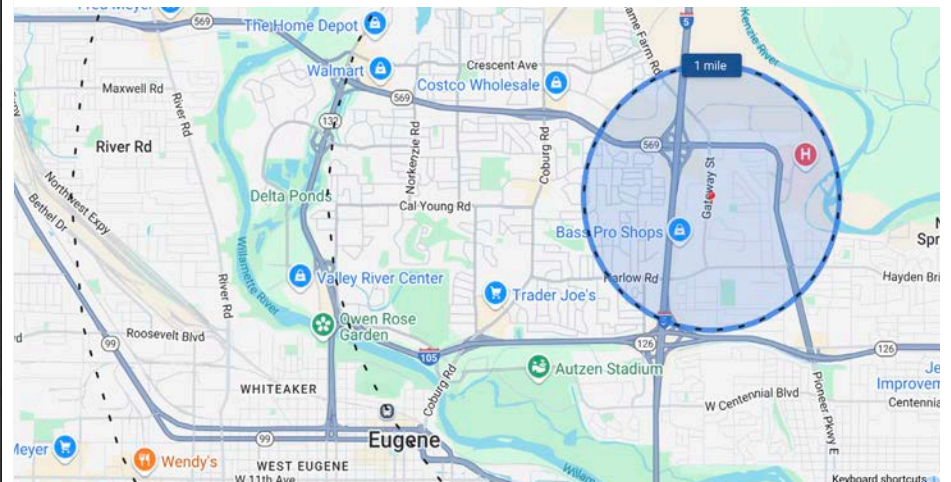 Fred Meyer
569
The Home Depot
5
1 mile
Walmart
Crescent Ave
Costco Wholesale
Maxwell Rd
River Rd
569
132
Norkenzie Rd
Coburg Rd
569
H
River Rd
Northwest Expy
Bethel Dr
Delta Ponds
Cal Young Rd
Gateway St
Bass Pro Shops
Willamette River
Valley River Center
Harlow Rd
Hayden Bri
Trader Joe's
River Rd
Owen Rose
Garden
Roosevelt Blvd
99
105
126
126
Autzen Stadium
WHITEAKER
Coburg Rd
W Centennial Blvd
Improvem
Centennia
Pioneer Pkwy E
99
Eugene
Meyer
Wendy's
WEST EUGENE
W 11th Ave
Willam
Keyboard shortcuts